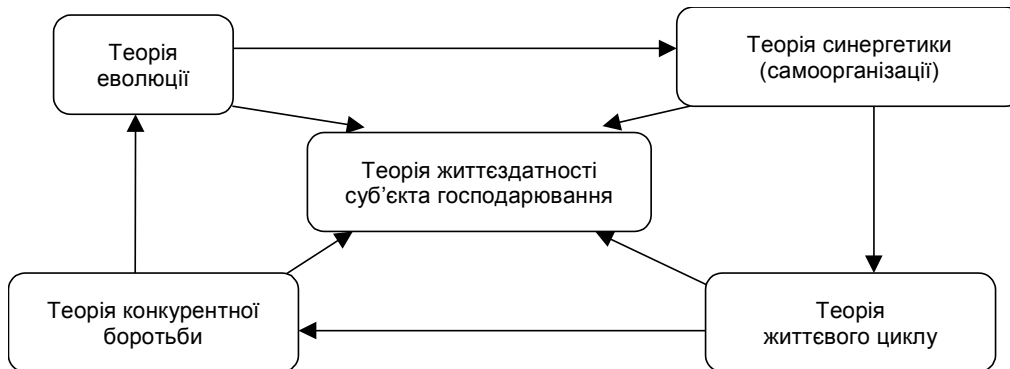 Теорія
еволюції
Теорія синергетики
(самоорганізації)
Теорія життєздатності
суб’єкта господарювання
Теорія конкурентної
боротьби
Теорія
життєвого циклу